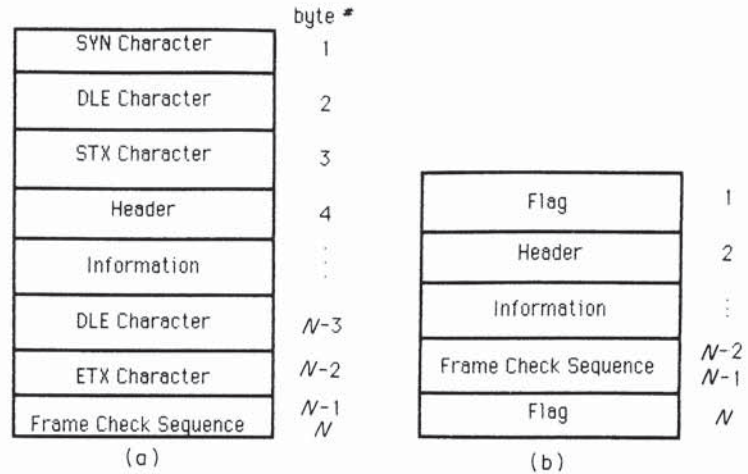 byte #
SYN Character 1
DLE Character 2
STX Character 3
Header 4
Information ⋮
DLE Character N-3
ETX Character N-2
Frame Check Sequence N-1
N
(a)
Flag 1
Header 2
Information ⋮
Frame Check Sequence N-2
N-1
Flag N
(b)